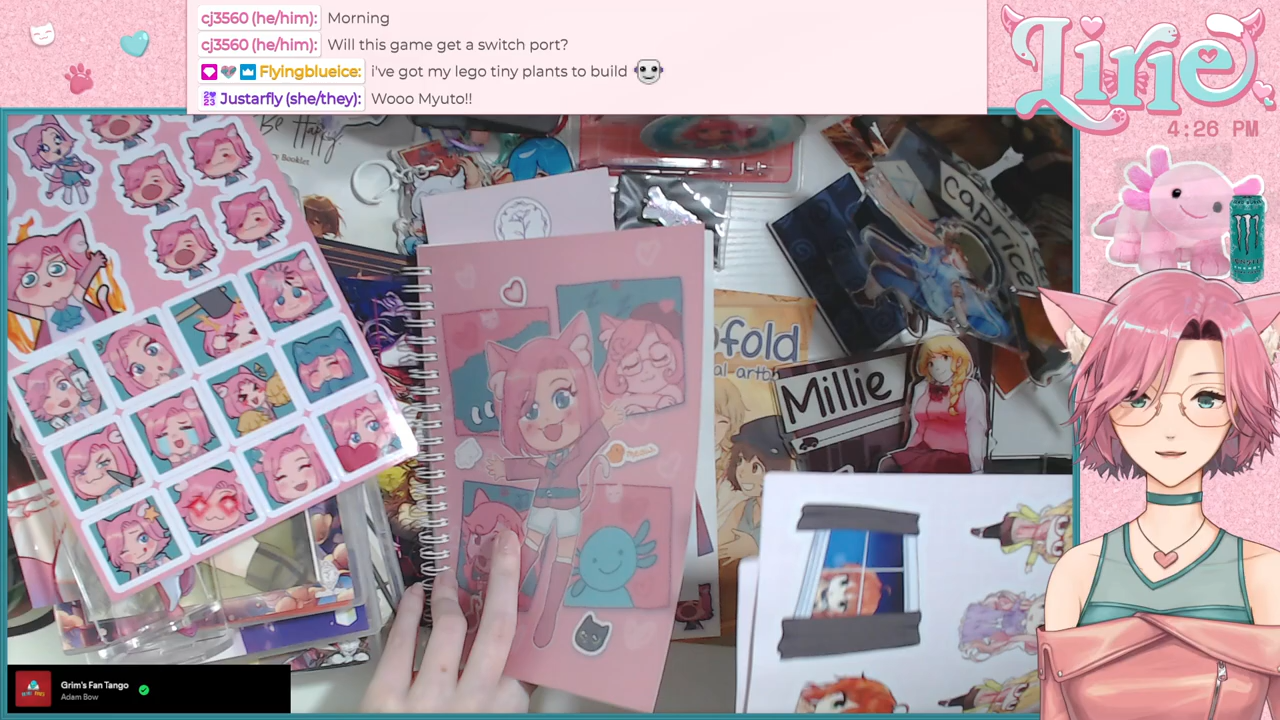 cj3560 (he/him): Morning
cj3560 (he/him): Will this game get a switch port?
Flyingblueice: i've got my lego tiny plants to build
Justarfly (she/they): Wooo Myuto!!
Lirie
4:26 PM
Be Happy
Booklet
caprice
ofold
Millie
Grim's Fan Tango
Adam Bow